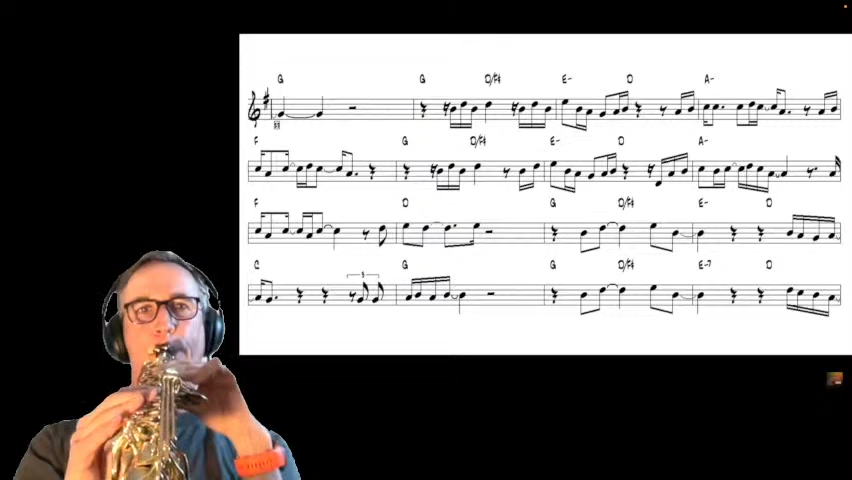 G G D/F# E- D A-
F G D/F# E- D A-
F D G D/F# E- D
C G G D/F# E-7 D